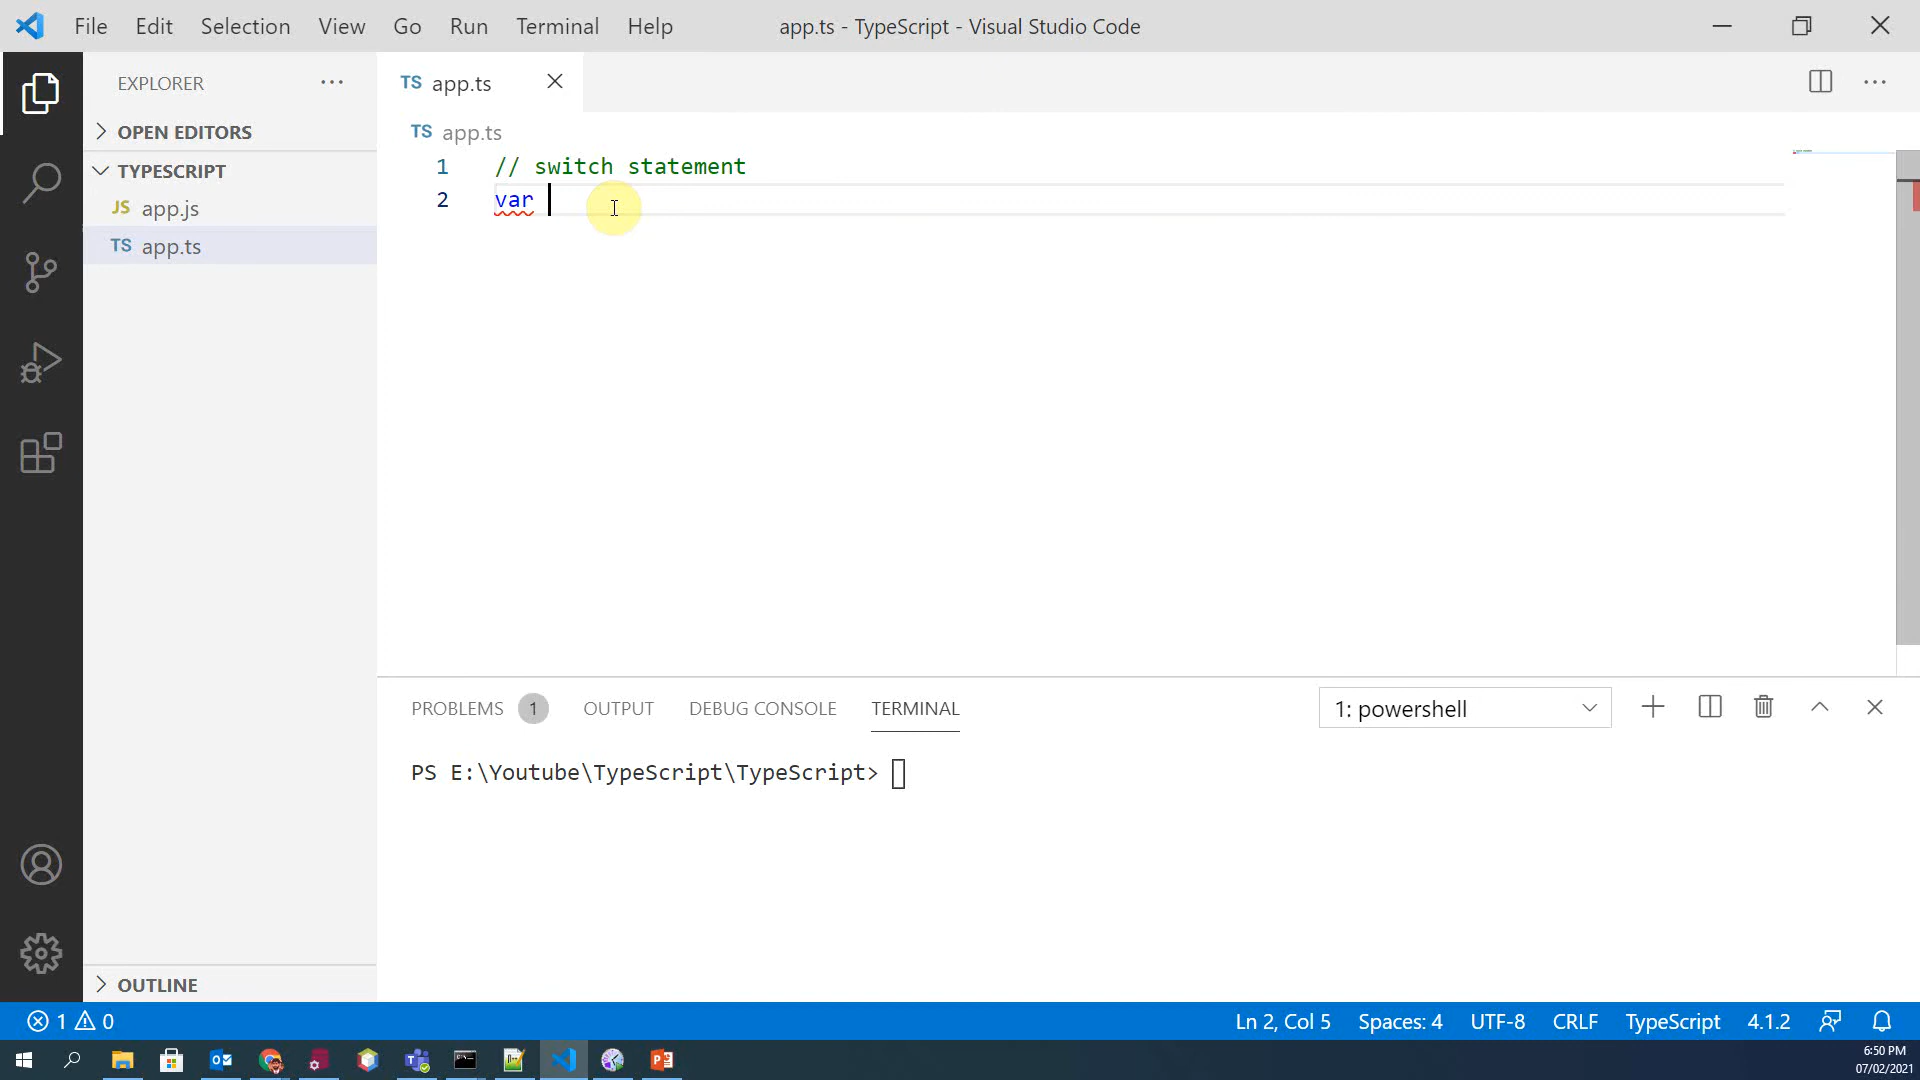 File Edit Selection View Go Run Terminal Help app.ts - TypeScript - Visual Studio Code
EXPLORER
OPEN EDITORS
TYPESCRIPT
JS app.js
TS app.ts
OUTLINE
TS app.ts
TS app.ts
1 // switch statement
2 var
PROBLEMS 1 OUTPUT DEBUG CONSOLE TERMINAL 1: powershell
PS E:\Youtube\TypeScript\TypeScript>
1 0 Ln 2, Col 5 Spaces: 4 UTF-8 CRLF TypeScript 4.1.2
6:50 PM
07/02/2021